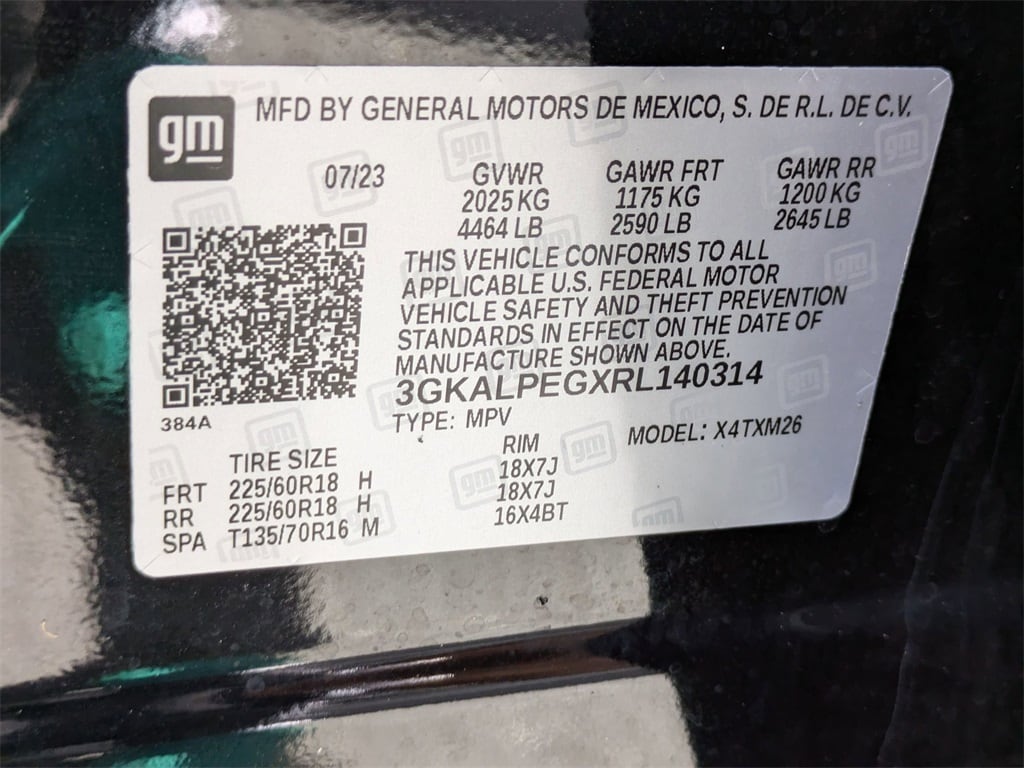 gm MFD BY GENERAL MOTORS DE MEXICO, S. DE R.L. DE C.V.
07/23 GVWR GAWR FRT GAWR RR
2025 KG 1175 KG 1200 KG
4464 LB 2590 LB 2645 LB
THIS VEHICLE CONFORMS TO ALL
APPLICABLE U.S. FEDERAL MOTOR
VEHICLE SAFETY AND THEFT PREVENTION
STANDARDS IN EFFECT ON THE DATE OF
MANUFACTURE SHOWN ABOVE.
3GKALPEGXRL140314
384A
TYPE: MPV MODEL: X4TXM26
TIRE SIZE RIM
FRT 225/60R18 H 18X7J
RR 225/60R18 H 18X7J
SPA T135/70R16 M 16X4BT